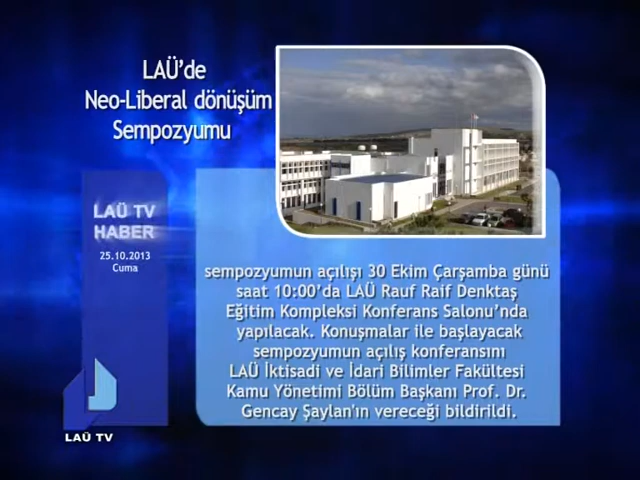 LAÜ’de
Neo-Liberal dönüşüm
Sempozyumu
LAÜ TV
HABER
25.10.2013
Cuma
sempozyumun açılışı 30 Ekim Çarşamba günü
saat 10:00’da LAÜ Rauf Raif Denktaş
Eğitim Kompleksi Konferans Salonu’nda
yapılacak. Konuşmalar ile başlayacak
sempozyumun açılış konferansını
LAÜ İktisadi ve İdari Bilimler Fakültesi
Kamu Yönetimi Bölüm Başkanı Prof. Dr.
Gencay Şaylan'ın vereceği bildirildi.
LAÜ TV